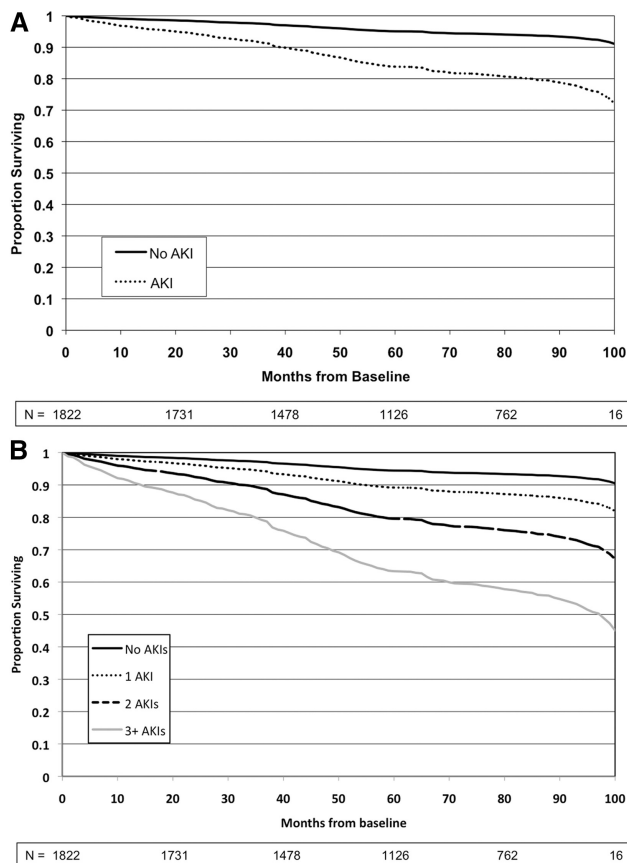 A
Proportion Surviving
1
0.9
0.8
0.7
0.6
0.5
0.4
0.3
0.2
0.1
0
No AKI
AKI
0 10 20 30 40 50 60 70 80 90 100
Months from Baseline
N = 1822 1731 1478 1126 762 16
B
Proportion Surviving
1
0.9
0.8
0.7
0.6
0.5
0.4
0.3
0.2
0.1
0
No AKIs
1 AKI
2 AKIs
3+ AKIs
0 10 20 30 40 50 60 70 80 90 100
Months from baseline
N = 1822 1731 1478 1126 762 16